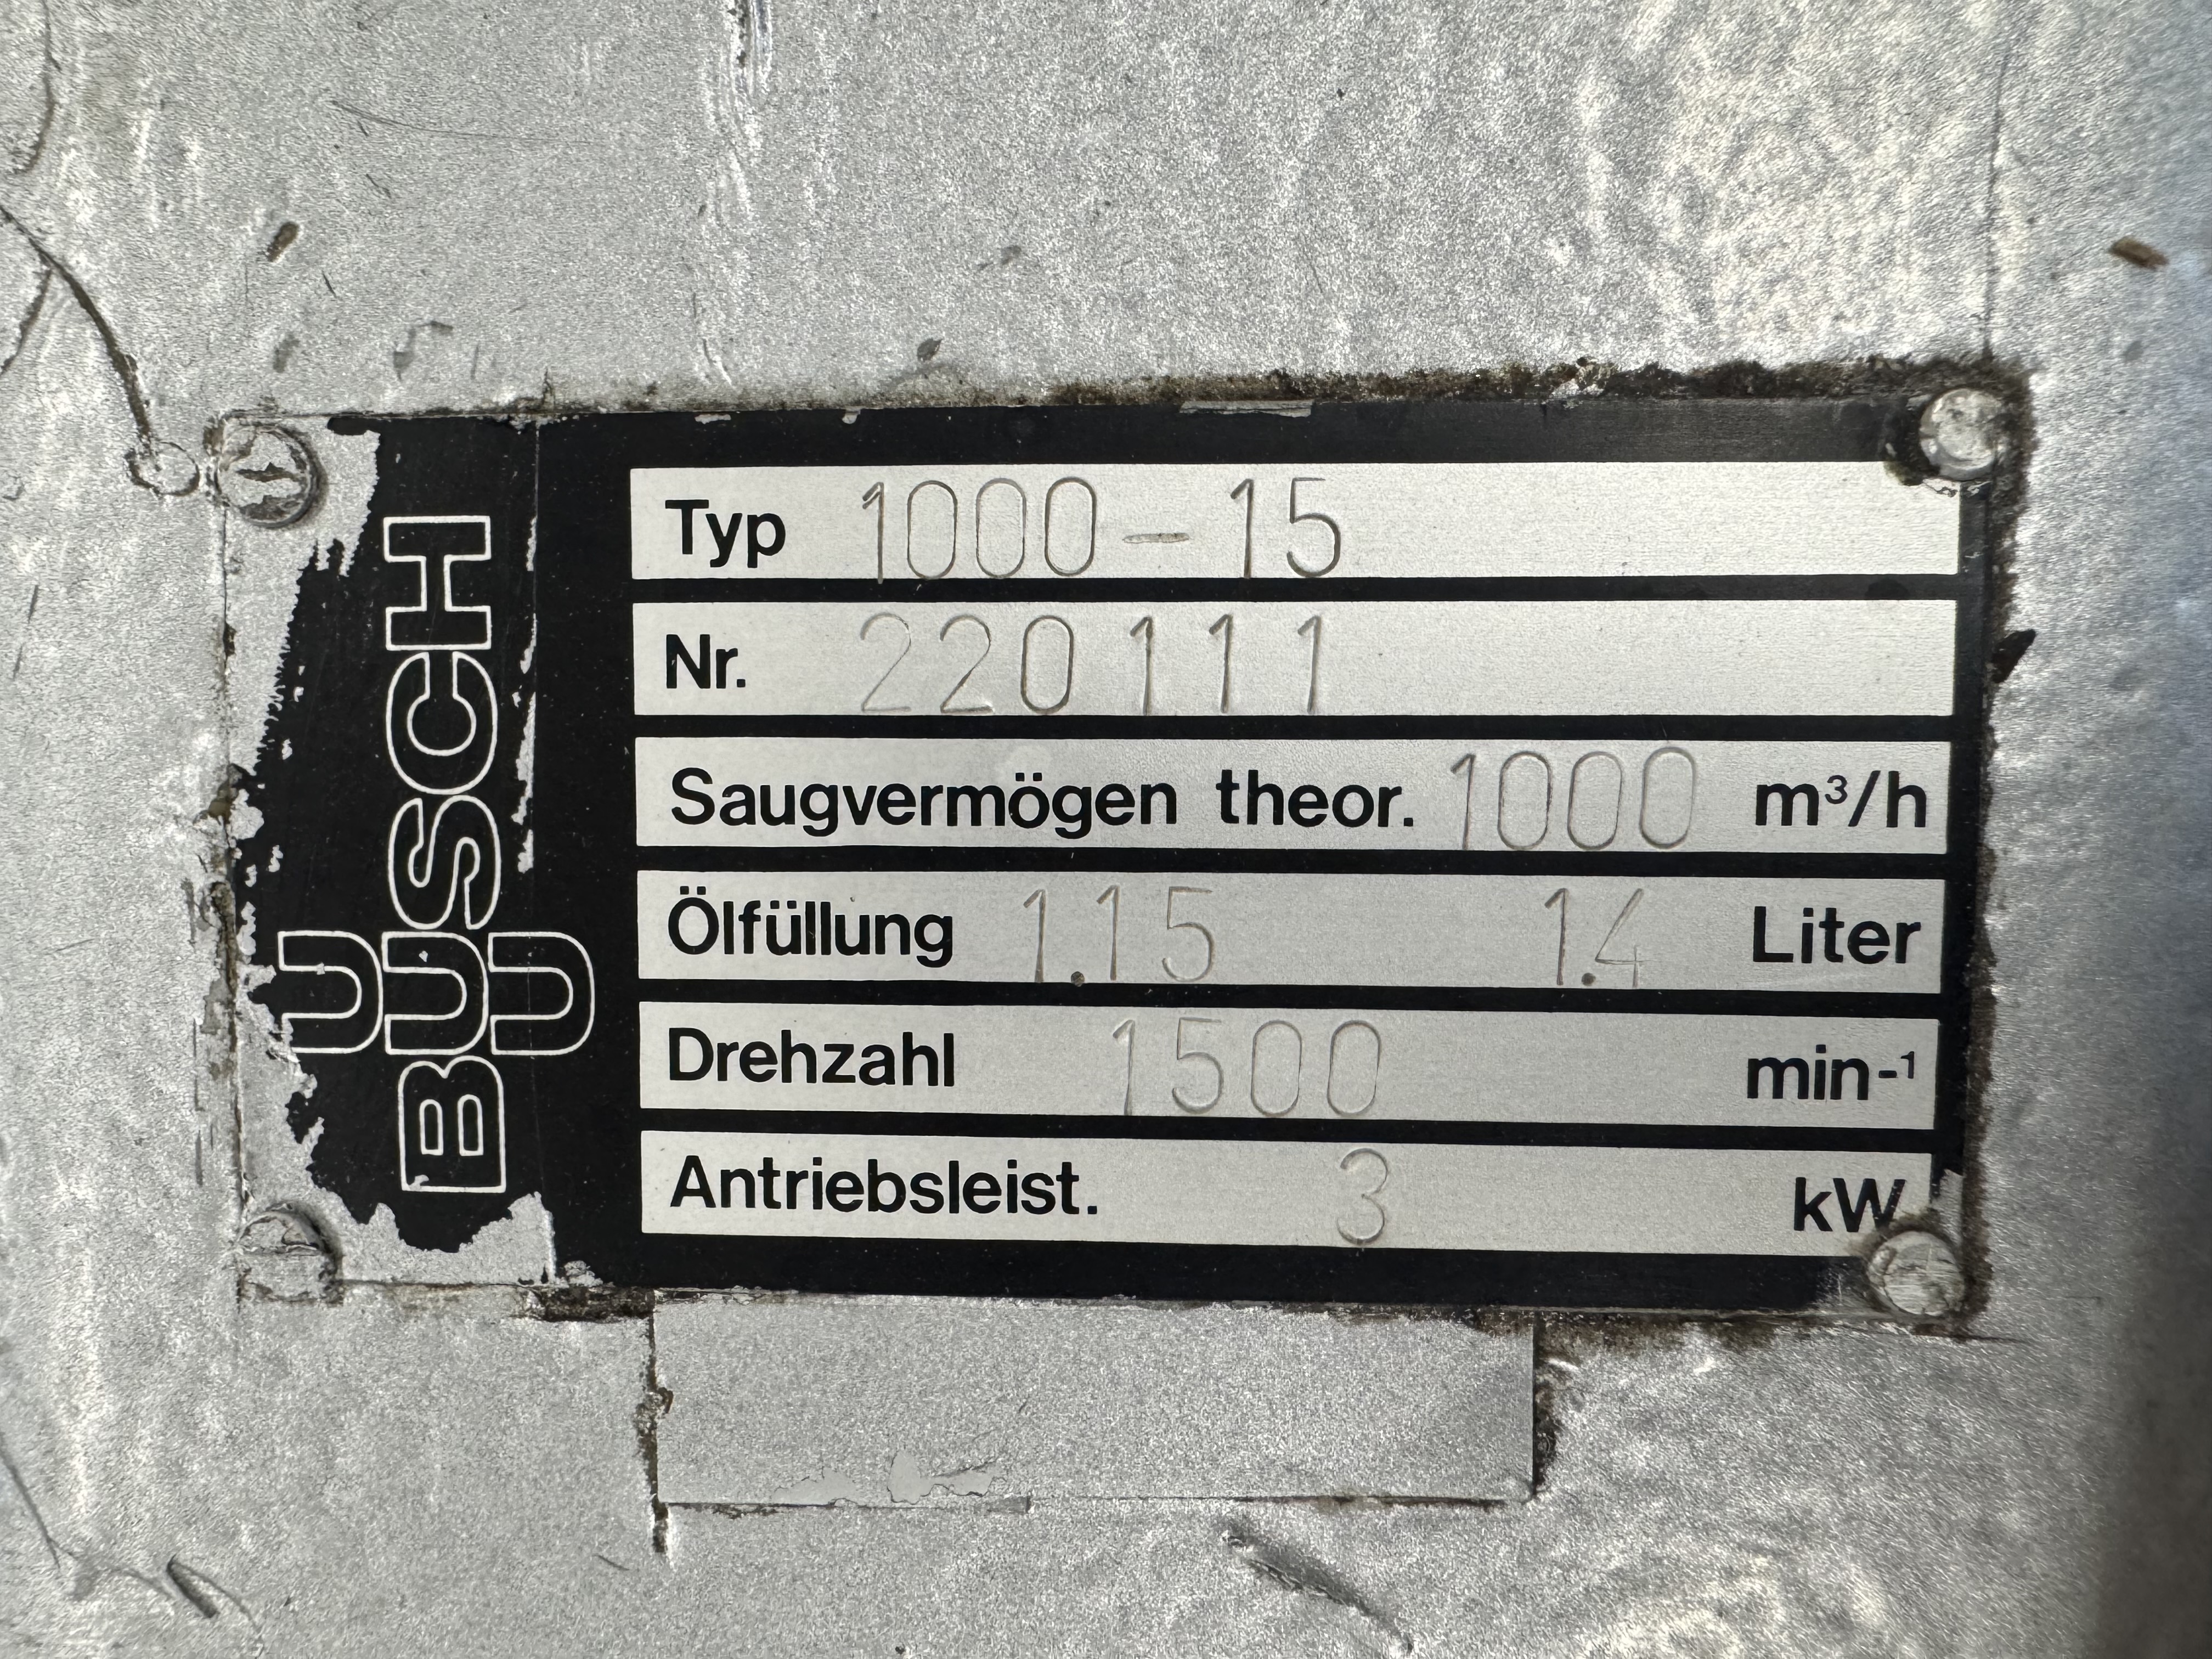 BUSCH
U U
Typ 1000-15
Nr. 220111
Saugvermögen theor. 1000 m³/h
Ölfüllung 1.15 1.4 Liter
Drehzahl 1500 min-¹
Antriebsleist. 3 kW